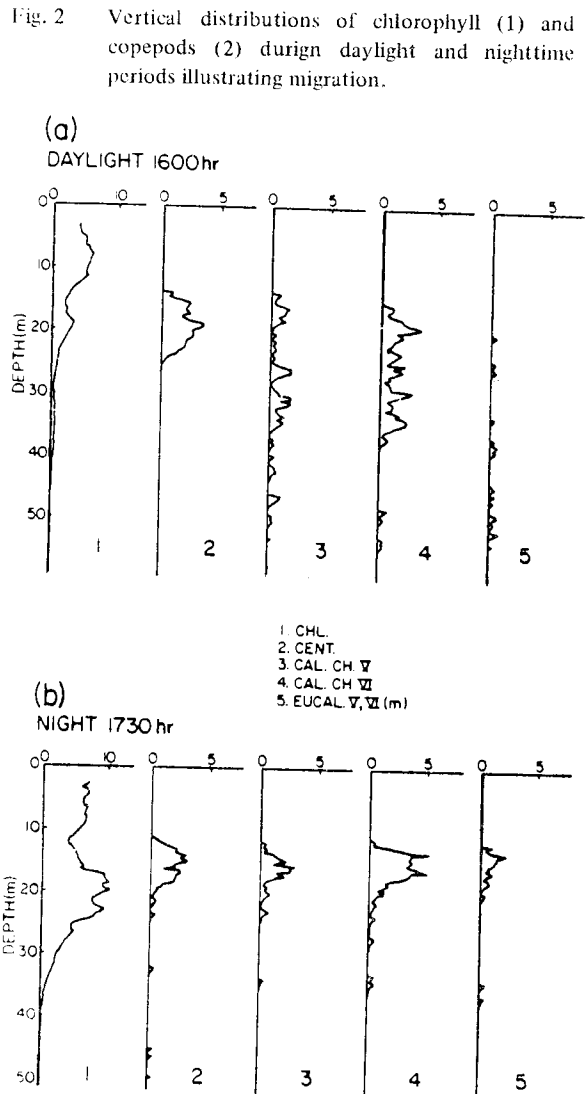 Fig. 2 Vertical distributions of chlorophyll (1) and
copepods (2) durign daylight and nighttime
periods illustrating migration.
(a)
DAYLIGHT 1600hr
0 10 0 5 0 5 0 5 0 5
0
10
20
30
40
50
DEPTH(m)
1 2 3 4 5
1. CHL.
2. CENT.
3. CAL. CH. V
4. CAL. CH VI
5. EUCAL. V, VI (m)
(b)
NIGHT 1730hr
0 10 0 5 0 5 0 5 0 5
0
10
20
30
40
50
DEPTH(m)
1 2 3 4 5